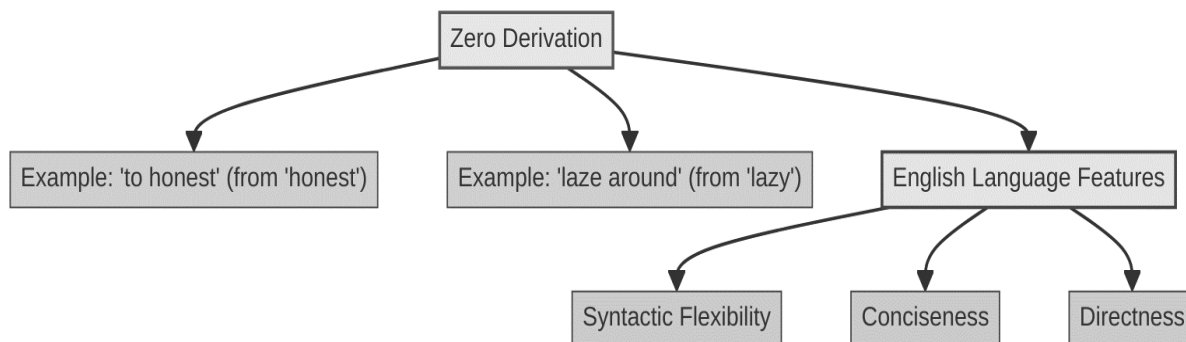 Zero Derivation
Example: 'to honest' (from 'honest')
Example: 'laze around' (from 'lazy')
English Language Features
Syntactic Flexibility
Conciseness
Directness